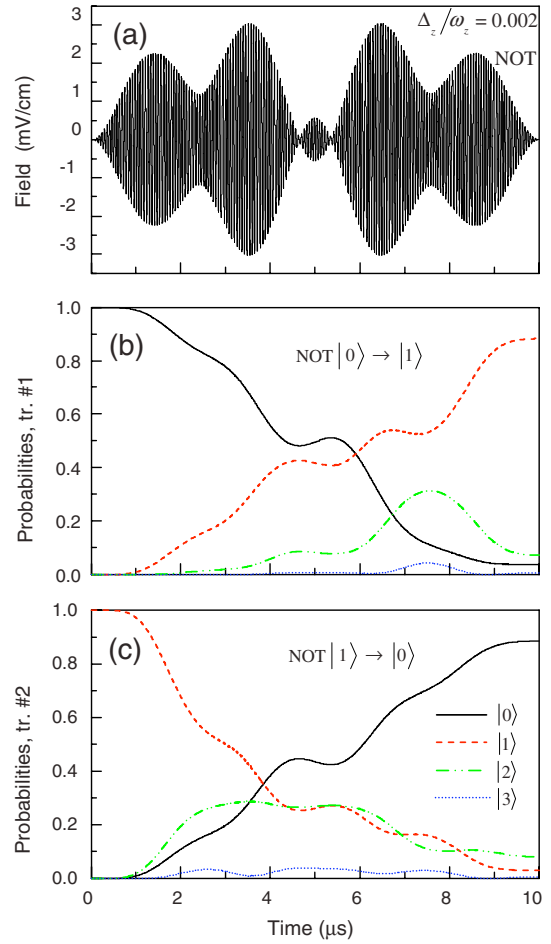 (a)
Δ_z/ω_z = 0.002
NOT
Field (mV/cm)
3
2
1
0
-1
2
3
(b)
NOT |0⟩ → |1⟩
Probabilities, tr. #1
1.0
0.8
0.6
0.4
0.2
0.0
(c)
NOT |1⟩ → |0⟩
Probabilities, tr. #2
1.0
0.8
0.6
0.4
0.2
0.0
|0⟩
|1⟩
|2⟩
|3⟩
0 2 4 6 8 10
Time (μs)